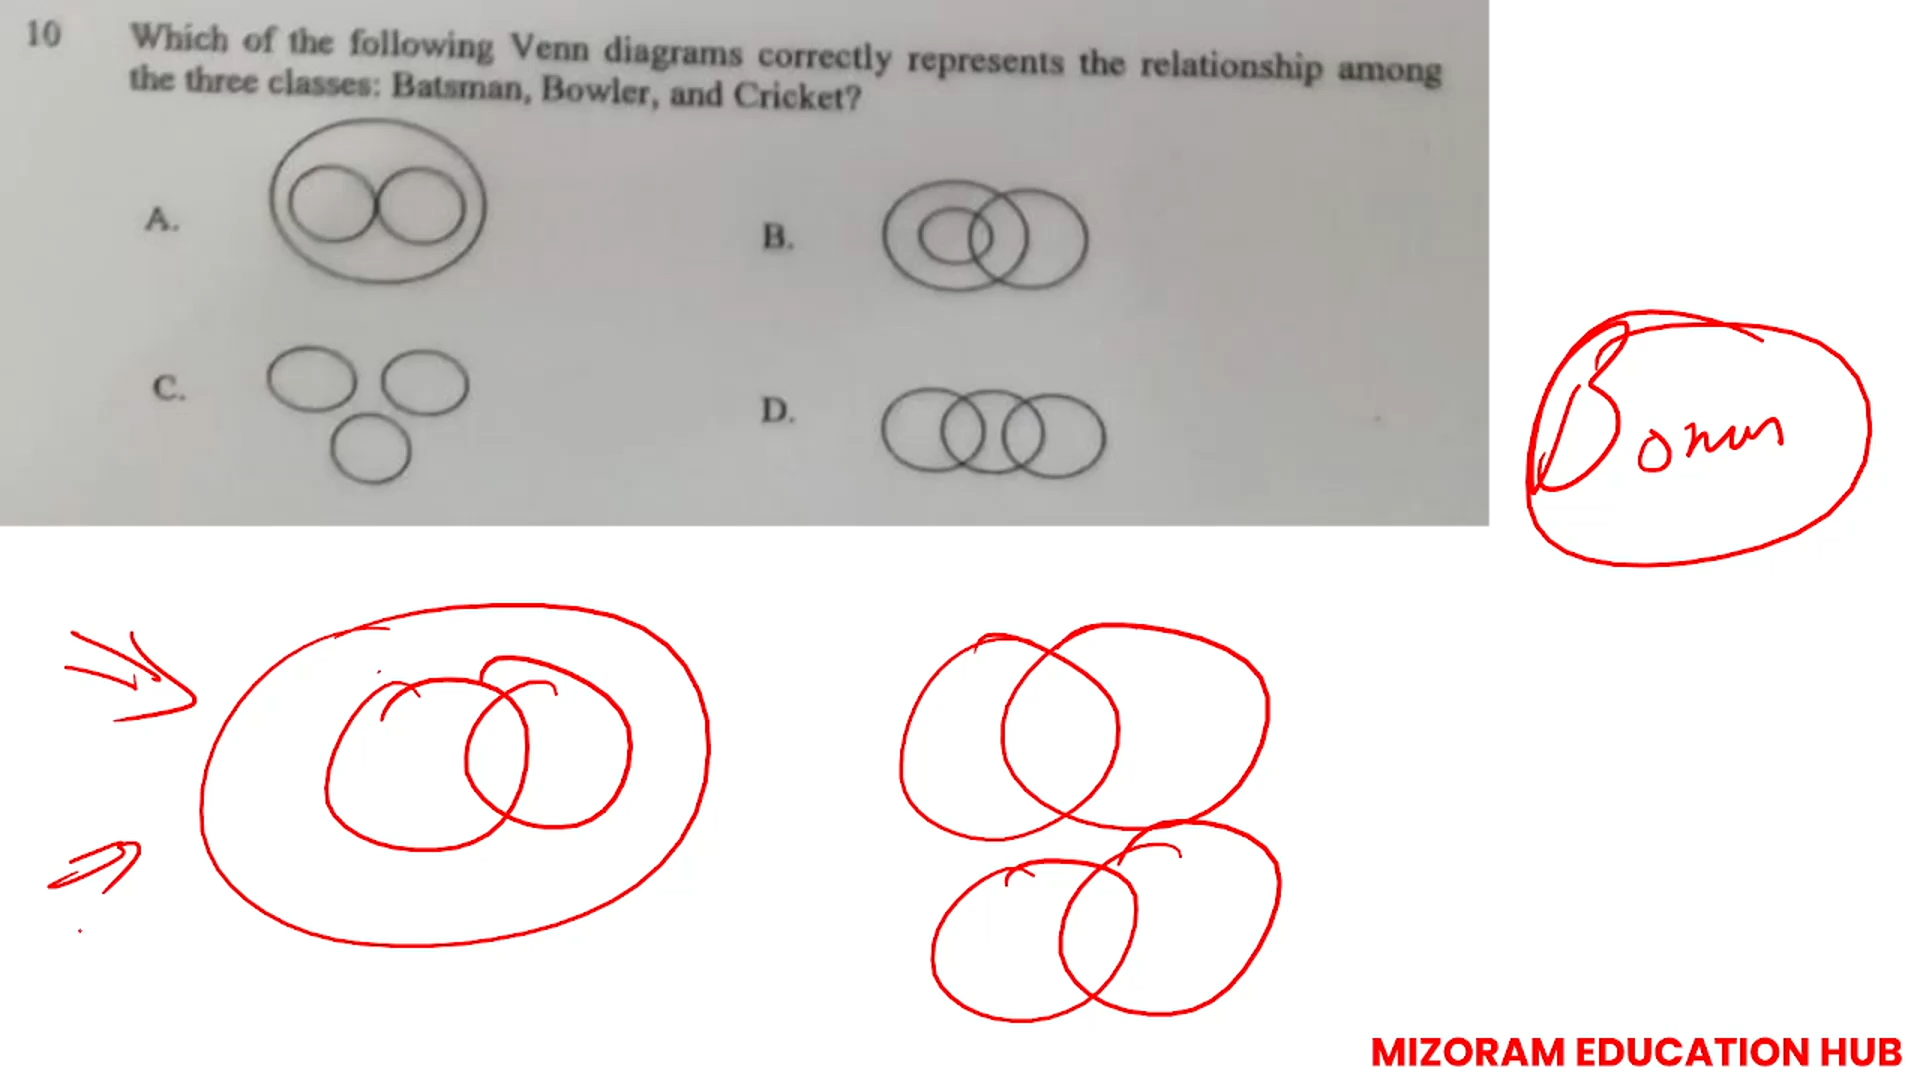 10 Which of the following Venn diagrams correctly represents the relationship among
the three classes: Batsman, Bowler, and Cricket?
A.
B.
C.
D.
Bonus
MIZORAM EDUCATION HUB